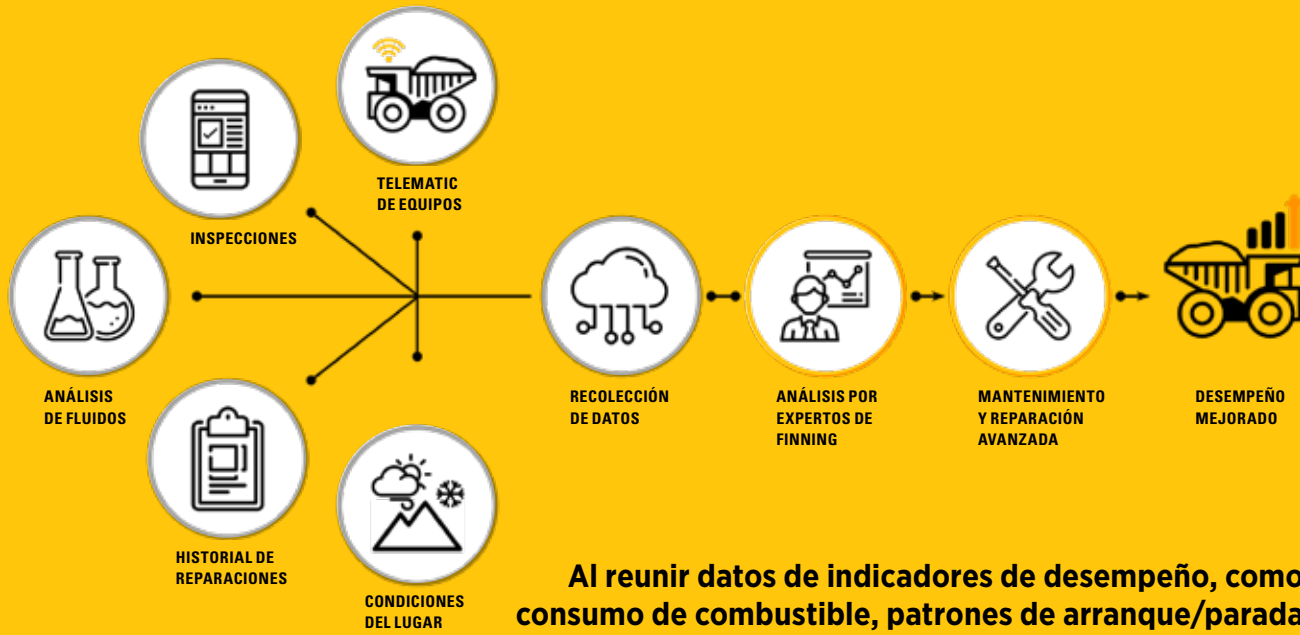 TELEMATIC
DE EQUIPOS
INSPECCIONES
ANÁLISIS
DE FLUIDOS
HISTORIAL DE
REPARACIONES
CONDICIONES
DEL LUGAR
RECOLECCIÓN
DE DATOS
ANÁLISIS POR
EXPERTOS DE
FINNING
MANTENIMIENTO
Y REPARACIÓN
AVANZADA
DESEMPEÑO
MEJORADO
Al reunir datos de indicadores de desempeño, como
consumo de combustible, patrones de arranque/parada